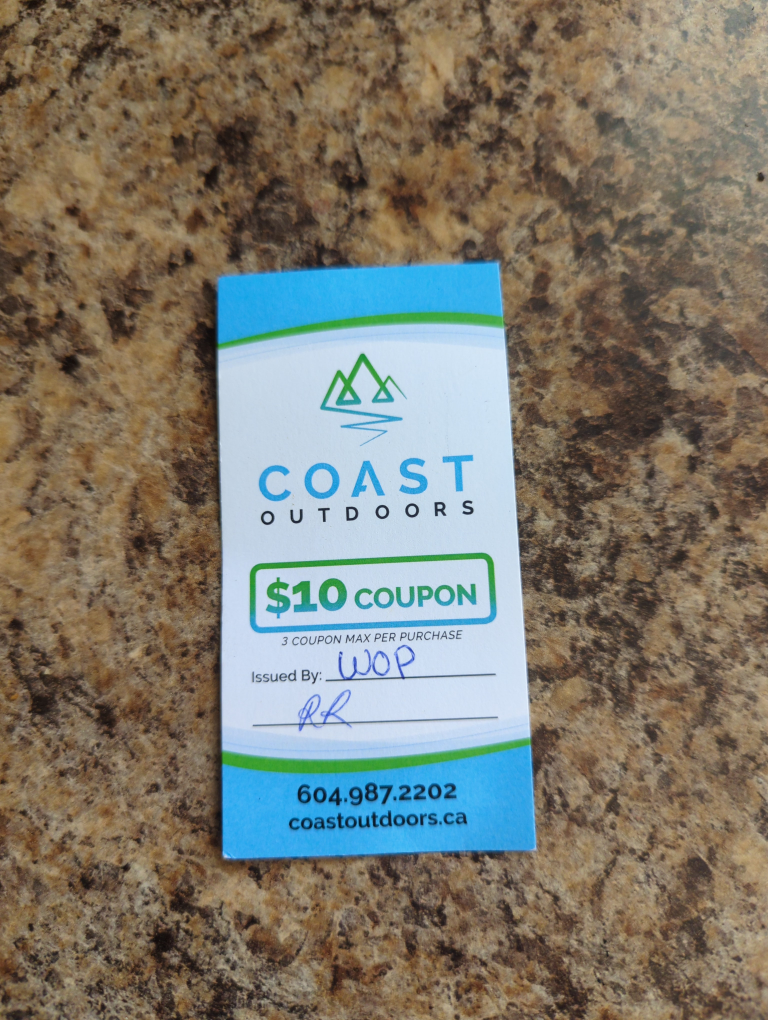 COAST
OUTDOORS
$10 COUPON
3 COUPON MAX PER PURCHASE
Issued By: WOP
RR
604.987.2202
coastoutdoors.ca